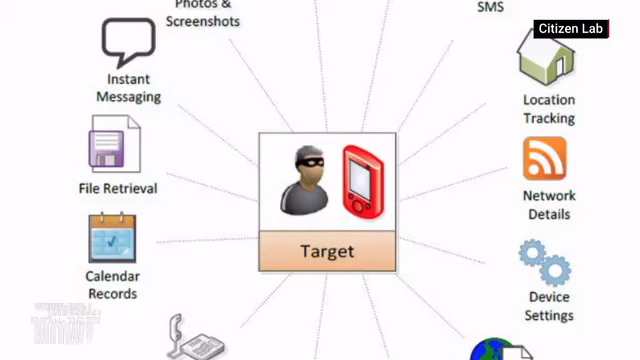 Photos &
Screenshots
SMS
Citizen Lab
Instant
Messaging
Location
Tracking
File Retrieval
Network
Details
Target
Calendar
Records
Device
Settings